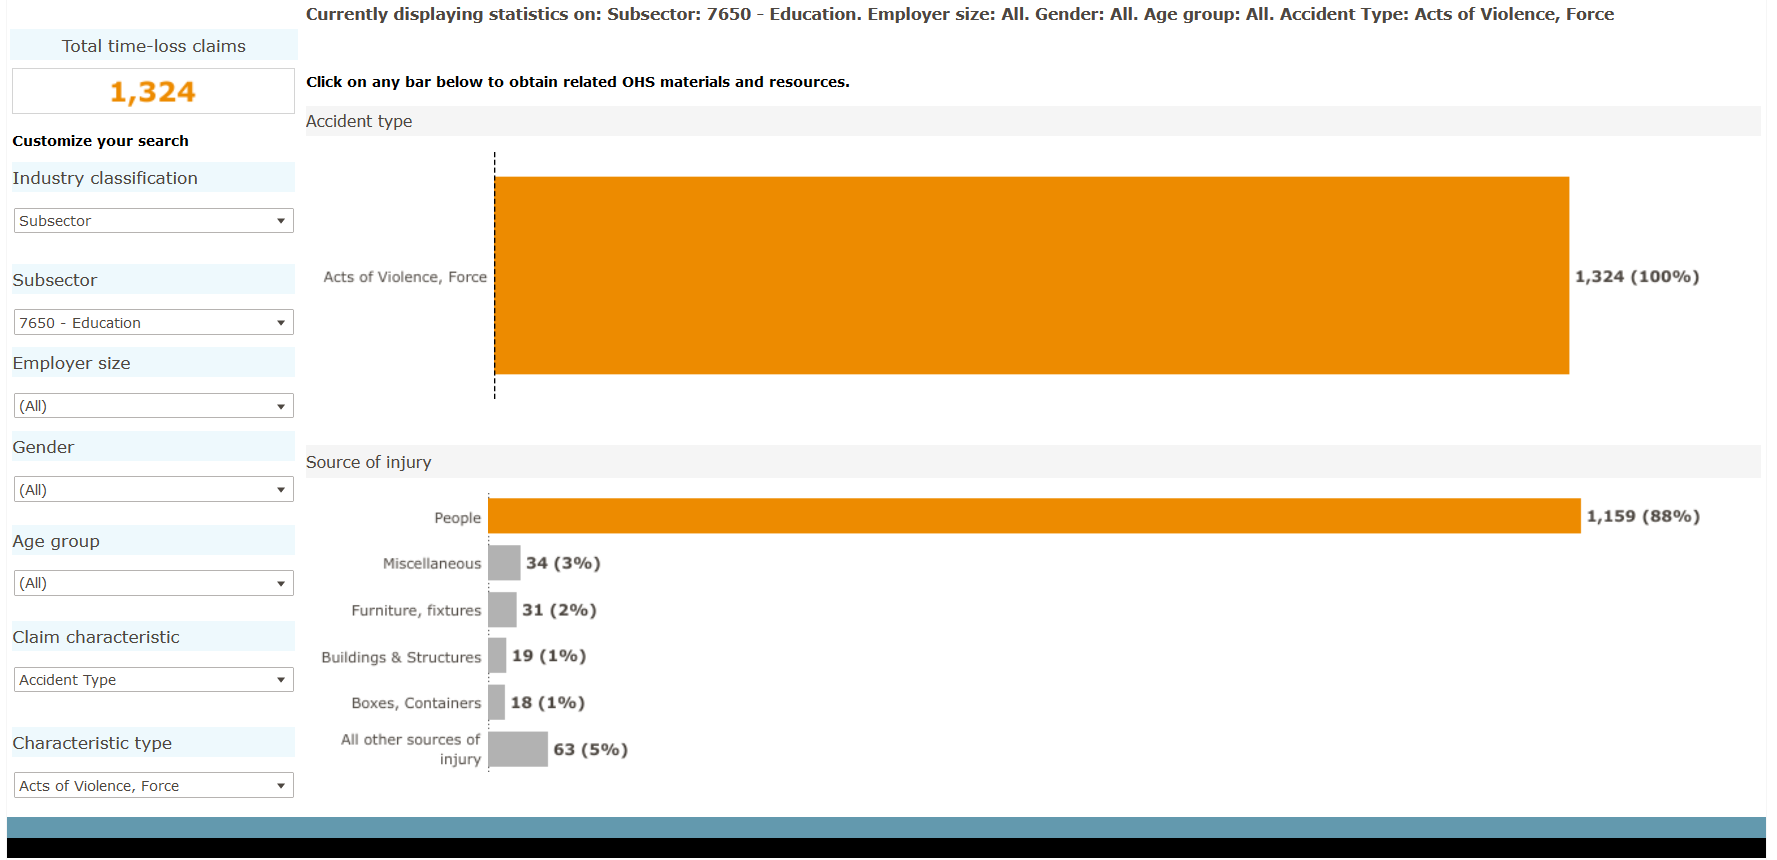 Currently displaying statistics on: Subsector: 7650 - Education. Employer size: All. Gender: All. Age group: All. Accident Type: Acts of Violence, Force
Total time-loss claims
1,324
Customize your search
Industry classification
Subsector
Subsector
7650 - Education
Employer size
(All)
Gender
(All)
Age group
(All)
Claim characteristic
Accident Type
Characteristic type
Acts of Violence, Force
Click on any bar below to obtain related OHS materials and resources.
Accident type
Acts of Violence, Force 1,324 (100%)
Source of injury
People 1,159 (88%)
Miscellaneous 34 (3%)
Furniture, fixtures 31 (2%)
Buildings & Structures 19 (1%)
Boxes, Containers 18 (1%)
All other sources of
injury 63 (5%)